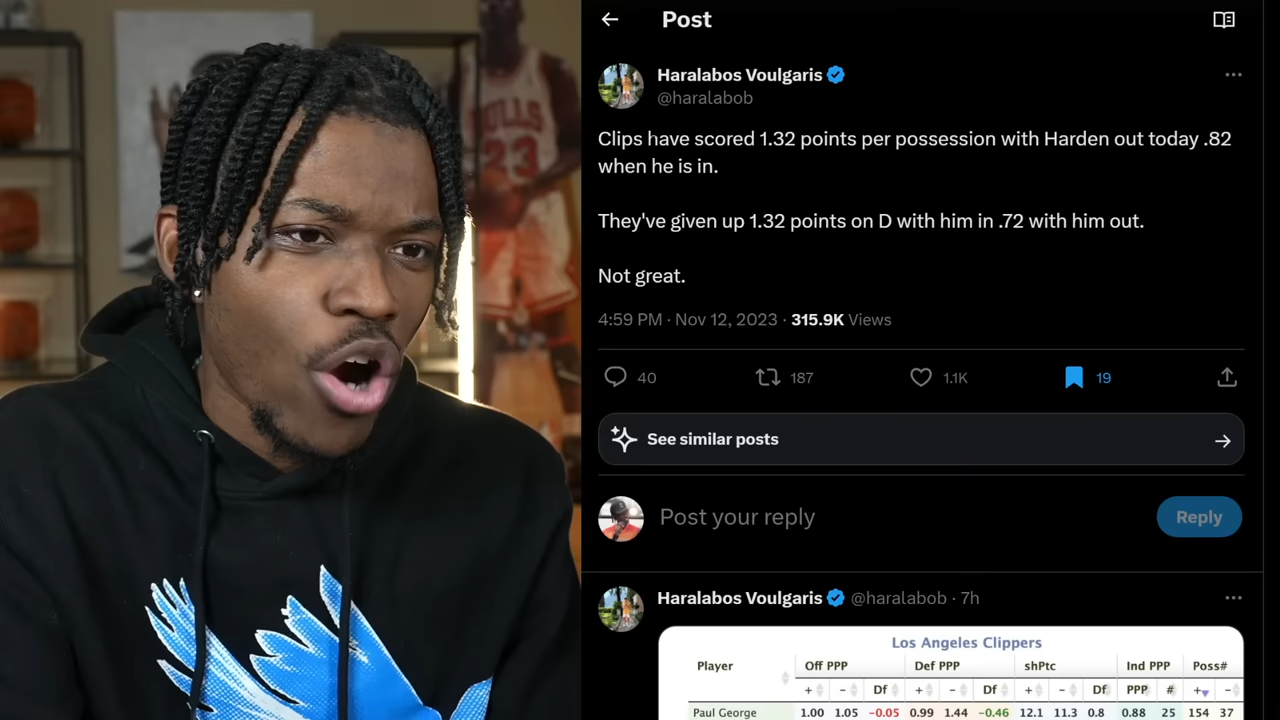 Post
Haralabos Voulgaris
@haralabob
Clips have scored 1.32 points per possession with Harden out today .82
when he is in.
They've given up 1.32 points on D with him in .72 with him out.
Not great.
4:59 PM · Nov 12, 2023 · 315.9K Views
40 187 1.1K 19
See similar posts
Post your reply
Reply
Haralabos Voulgaris @haralabob · 7h
Los Angeles Clippers
Player Off PPP Def PPP shPtc Ind PPP Poss#
+ - Df + - Df + - Df PPP # + -
Paul George 1.00 1.05 -0.05 0.99 1.44 -0.46 12.1 11.3 0.8 0.88 25 154 37
BULLS
23